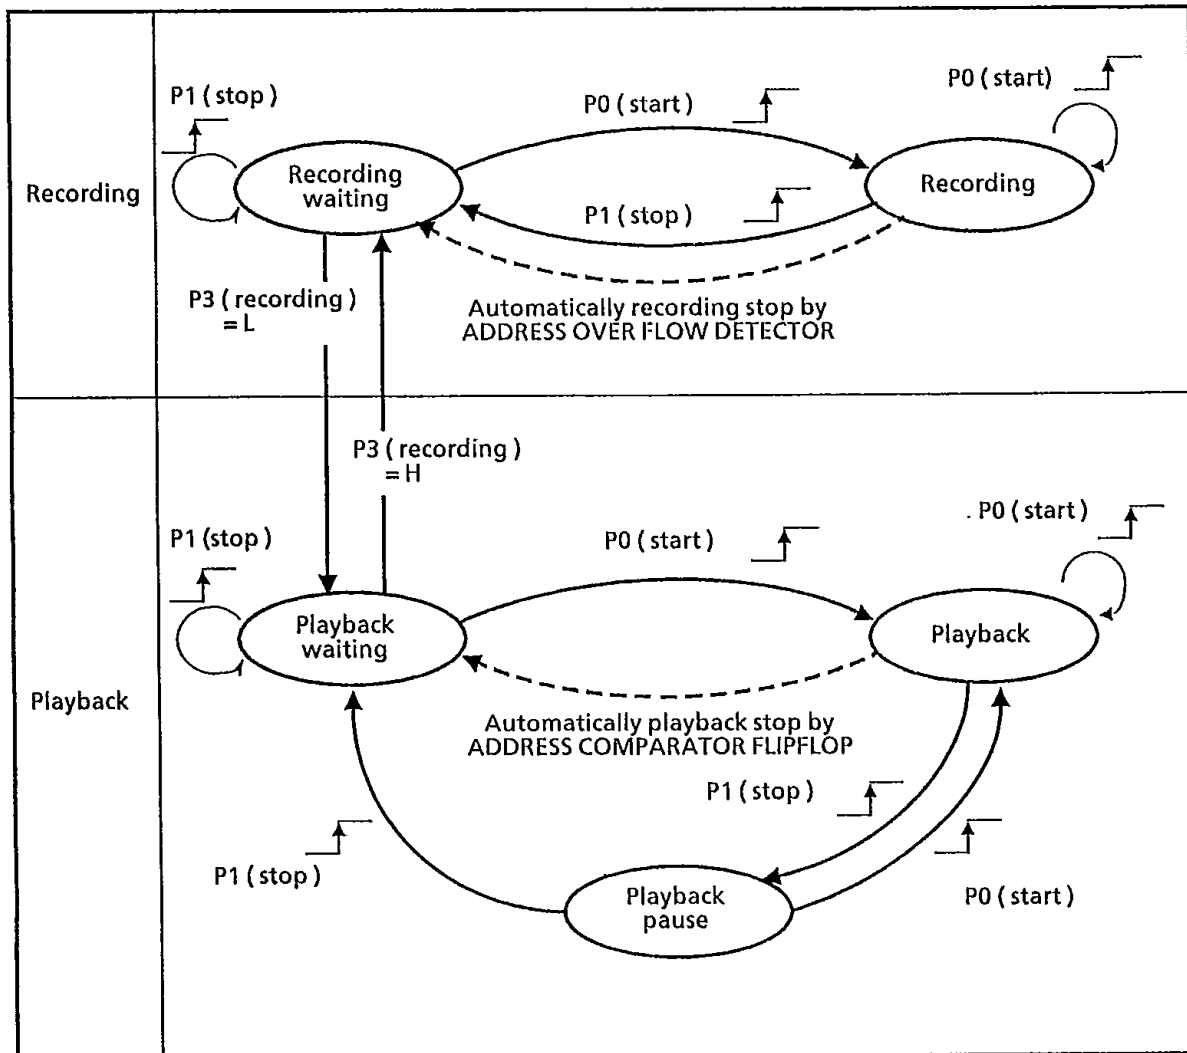 P0 (start)
P1 (stop)
P0 (start)
Recording
waiting
Recording
Recording
P1 (stop)
P3 (recording)
= L
Automatically recording stop by
ADDRESS OVER FLOW DETECTOR
P3 (recording)
= H
P0 (start)
P1 (stop)
P0 (start)
Playback
waiting
Playback
Playback
Automatically playback stop by
ADDRESS COMPARATOR FLIPFLOP
P1 (stop)
P1 (stop)
Playback
pause
P0 (start)